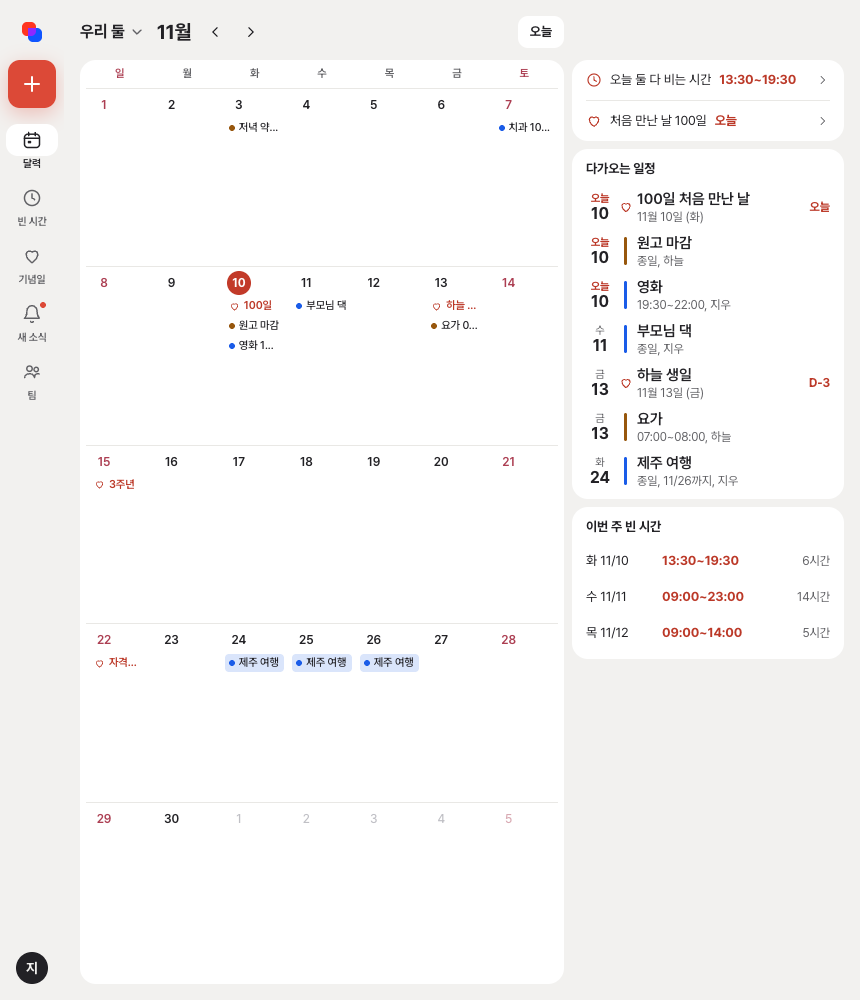 우리 둘
11월
오늘
달력
빈 시간
기념일
새 소식
팀
지
일 월 화 수 목 금 토
1 2 3 4 5 6 7
저녁 약... 치과 10...
8 9 10 11 12 13 14
100일 부모님 댁 하늘 ...
원고 마감 요가 0...
영화 1...
15 16 17 18 19 20 21
3주년
22 23 24 25 26 27 28
자격... 제주 여행 제주 여행 제주 여행
29 30 1 2 3 4 5
오늘 둘 다 비는 시간 13:30~19:30
처음 만난 날 100일 오늘
다가오는 일정
오늘 10 100일 처음 만난 날 오늘
11월 10일 (화)
오늘 10 원고 마감
종일, 하늘
오늘 10 영화
19:30~22:00, 지우
수 11 부모님 댁
종일, 지우
금 13 하늘 생일 D-3
11월 13일 (금)
금 13 요가
07:00~08:00, 하늘
화 24 제주 여행
종일, 11/26까지, 지우
이번 주 빈 시간
화 11/10 13:30~19:30 6시간
수 11/11 09:00~23:00 14시간
목 11/12 09:00~14:00 5시간